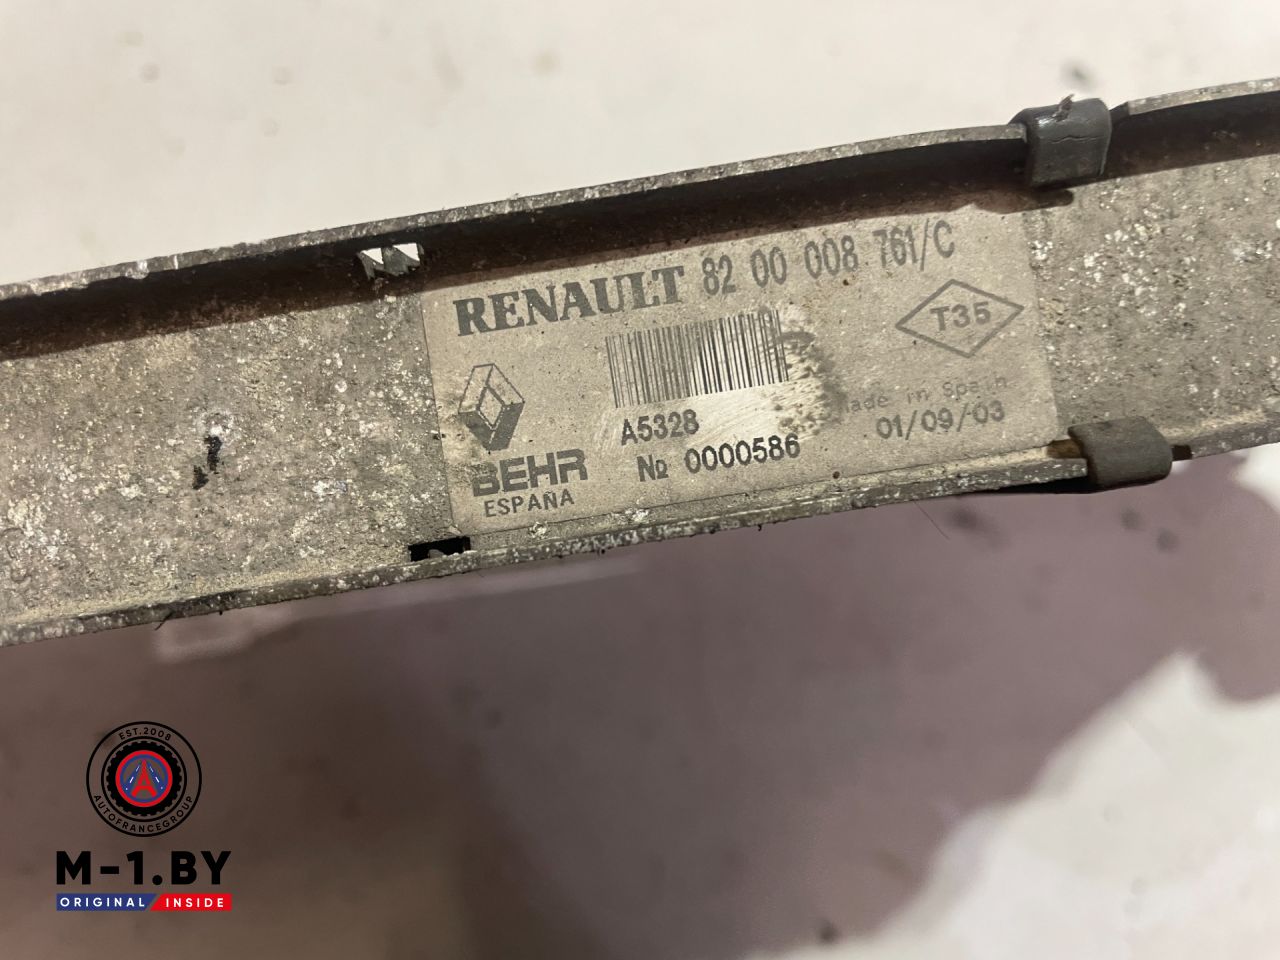 RENAULT 82 00 008 761/C
T35
A5328
Made in Spain
№ 0000586
01/09/03
BEHR
ESPAÑA
EST.2008
A
AUTOFRANCEGROUP
M-1.BY
ORIGINAL INSIDE